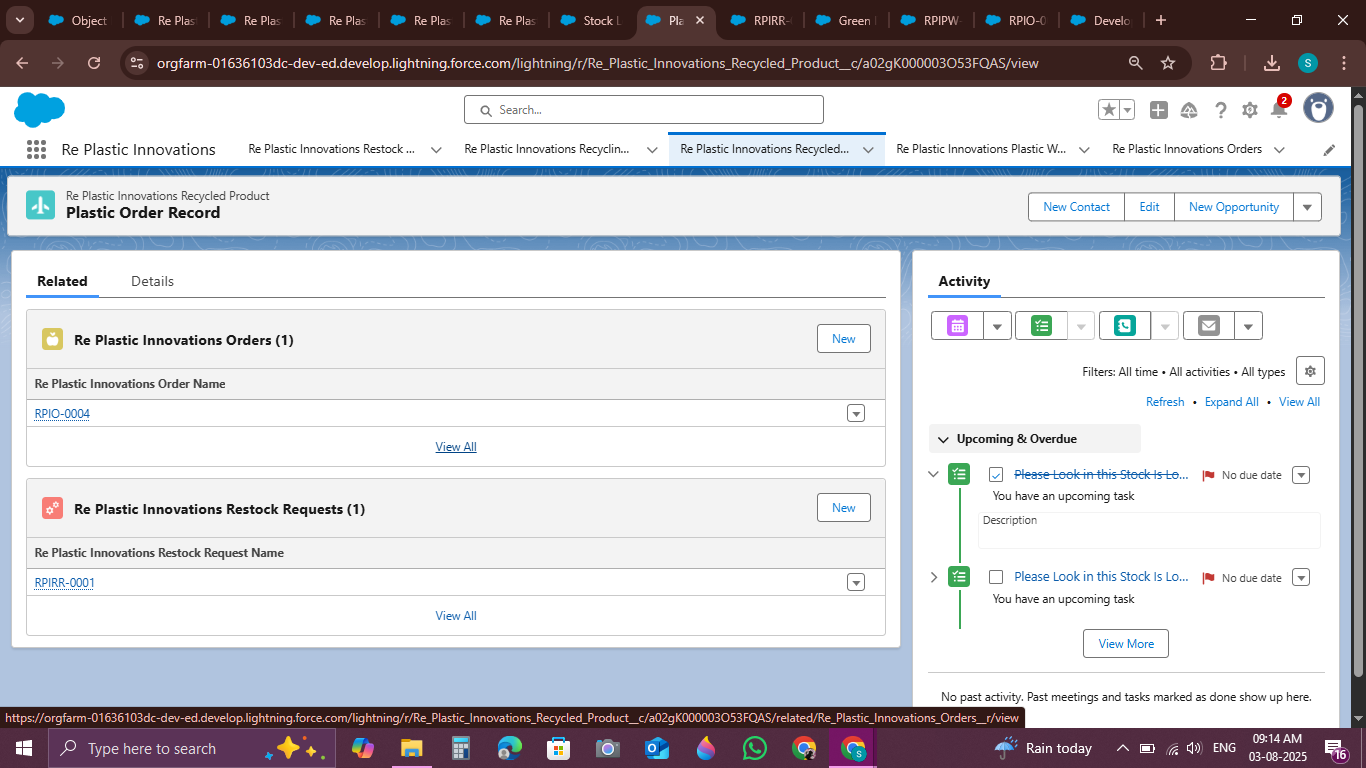 Object
Re Plast
Re Plas
Re Plas
Re Plas
Re Plas
Stock L
Pla
RPIRR-
Green
RPIPW-
RPIO-0
Develo
orgfarm-01636103dc-dev-ed.develop.lightning.force.com/lightning/r/Re_Plastic_Innovations_Recycled_Product__c/a02gK000003O53FQAS/view
S
Search...
2
Re Plastic Innovations
Re Plastic Innovations Restock ...
Re Plastic Innovations Recyclin...
Re Plastic Innovations Recycled...
Re Plastic Innovations Plastic W...
Re Plastic Innovations Orders
Re Plastic Innovations Recycled Product
Plastic Order Record
New Contact
Edit
New Opportunity
Related
Details
Re Plastic Innovations Orders (1)
New
Re Plastic Innovations Order Name
RPIO-0004
View All
Re Plastic Innovations Restock Requests (1)
New
Re Plastic Innovations Restock Request Name
RPIRR-0001
View All
Activity
Filters: All time • All activities • All types
Refresh • Expand All • View All
Upcoming & Overdue
Please Look in this Stock Is Lo...
No due date
You have an upcoming task
Description
Please Look in this Stock Is Lo...
No due date
You have an upcoming task
View More
No past activity. Past meetings and tasks marked as done show up here.
https://orgfarm-01636103dc-dev-ed.develop.lightning.force.com/lightning/r/Re_Plastic_Innovations_Recycled_Product__c/a02gK000003O53FQAS/related/Re_Plastic_Innovations_Orders__r/view
Type here to search
S
Rain today
ENG
09:14 AM
03-08-2025
16